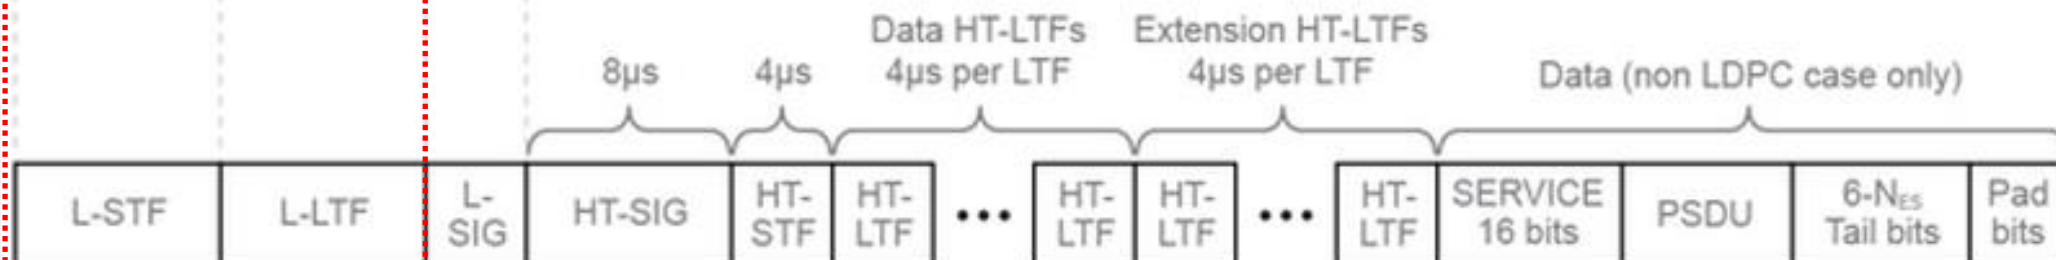 Data HT-LTFs
4µs per LTF
Extension HT-LTFs
4µs per LTF
8µs
4µs
Data (non LDPC case only)
L-STF
L-LTF
L-
SIG
HT-SIG
HT-
STF
HT-
LTF
•••
HT-
LTF
HT-
LTF
•••
HT-
LTF
SERVICE
16 bits
PSDU
6-N_ES
Tail bits
Pad
bits